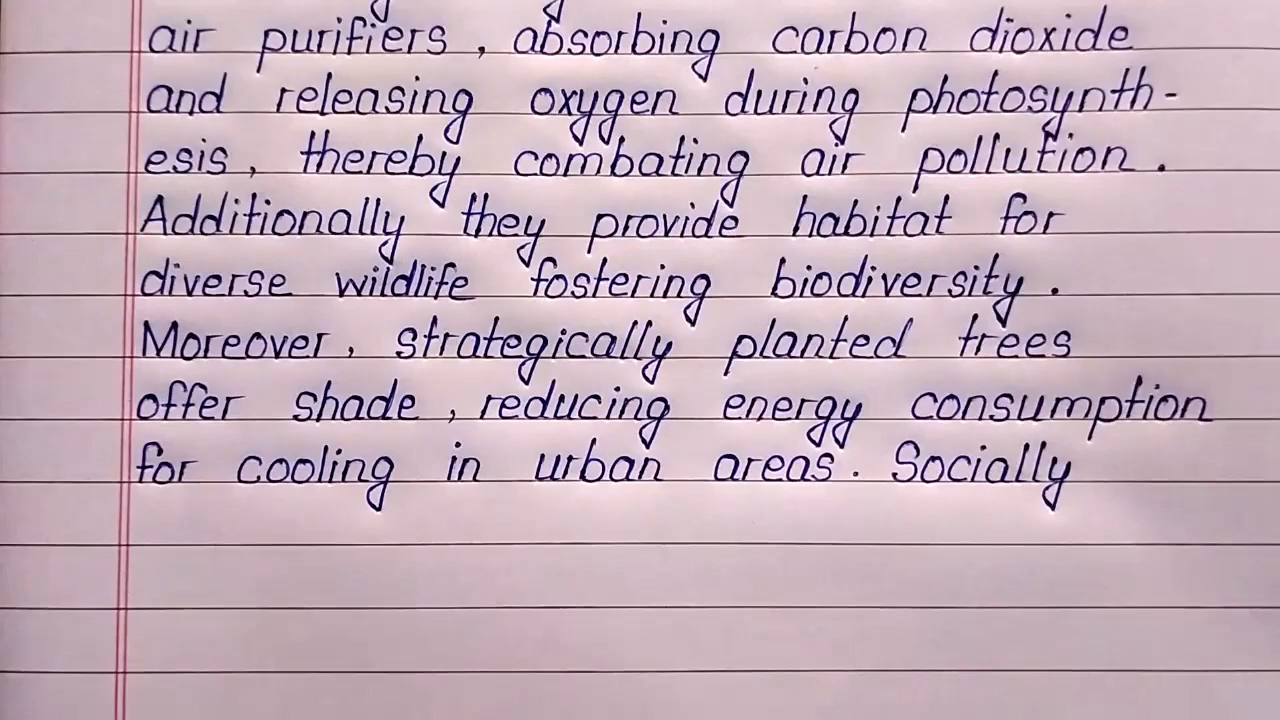 air purifiers, absorbing carbon dioxide
and releasing oxygen during photosynth-
esis, thereby combating air pollution.
Additionally they provide habitat for
diverse wildlife fostering biodiversity.
Moreover, strategically planted trees
offer shade, reducing energy consumption
for cooling in urban areas. Socially